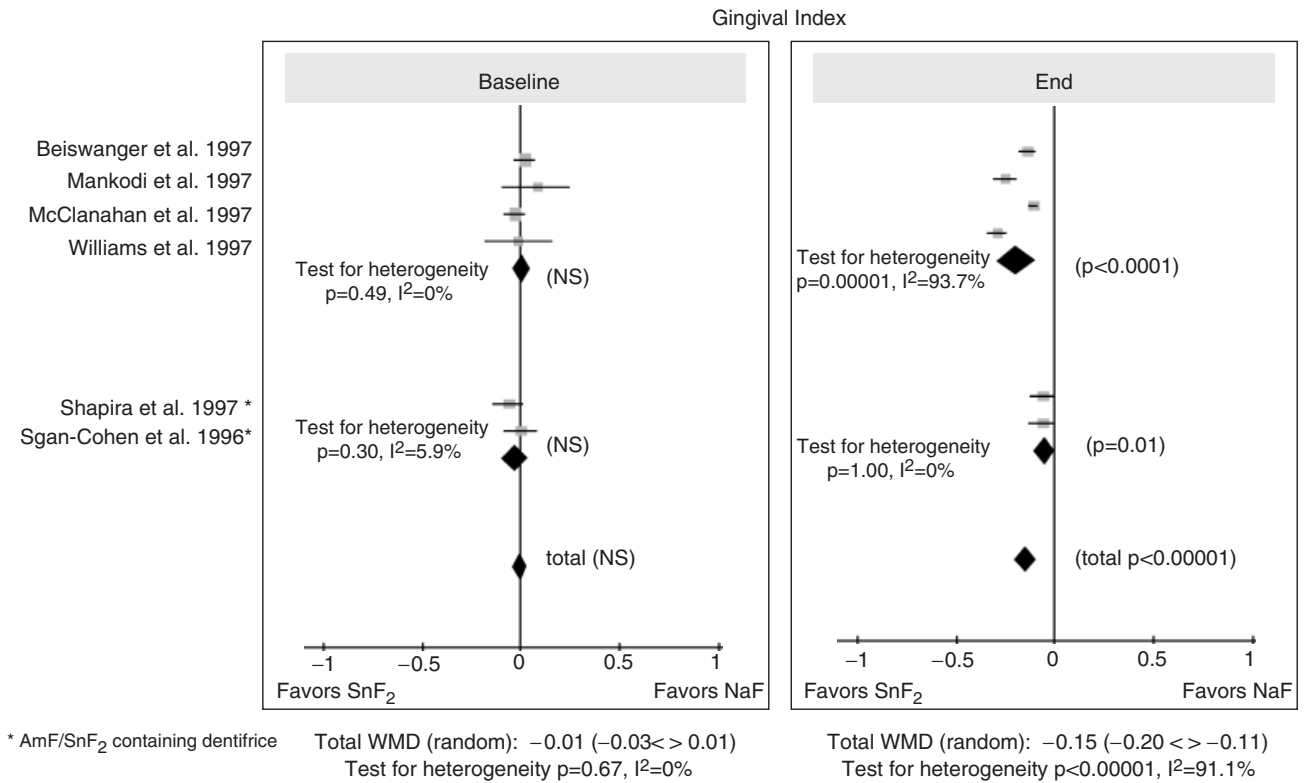 Gingival Index
Baseline
End
Beiswanger et al. 1997
Mankodi et al. 1997
McClanahan et al. 1997
Williams et al. 1997
Test for heterogeneity
p=0.49, I²=0%
(NS)
Test for heterogeneity
p=0.00001, I²=93.7%
(p<0.0001)
Shapira et al. 1997 *
Sgan-Cohen et al. 1996*
Test for heterogeneity
p=0.30, I²=5.9%
(NS)
Test for heterogeneity
p=1.00, I²=0%
(p=0.01)
total (NS)
(total p<0.00001)
−1 −0.5 0 0.5 1
Favors SnF₂ Favors NaF
−1 −0.5 0 0.5 1
Favors SnF₂ Favors NaF
* AmF/SnF₂ containing dentifrice
Total WMD (random): −0.01 (−0.03< > 0.01)
Test for heterogeneity p=0.67, I²=0%
Total WMD (random): −0.15 (−0.20 < > −0.11)
Test for heterogeneity p<0.00001, I²=91.1%